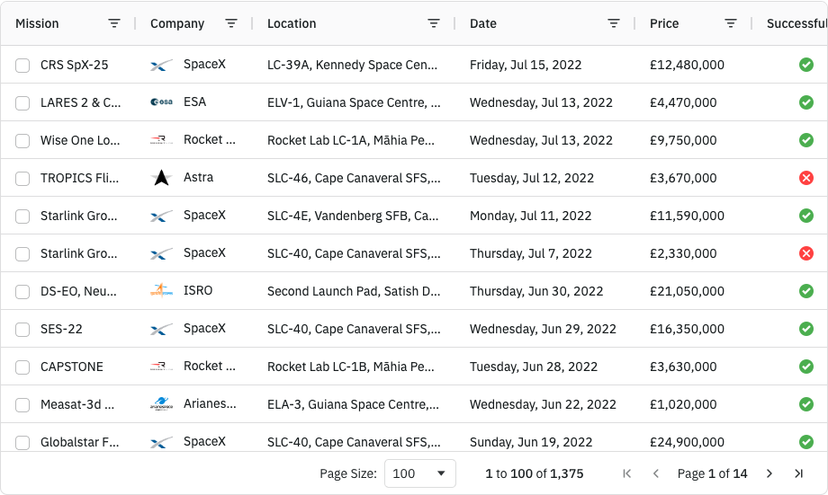 Mission Company Location Date Price Successful
CRS SpX-25 SpaceX LC-39A, Kennedy Space Cen... Friday, Jul 15, 2022 £12,480,000
LARES 2 & C... esa ESA ELV-1, Guiana Space Centre, ... Wednesday, Jul 13, 2022 £4,470,000
Wise One Lo... Rocket ... Rocket Lab LC-1A, Māhia Pe... Wednesday, Jul 13, 2022 £9,750,000
TROPICS Fli... Astra SLC-46, Cape Canaveral SFS,... Tuesday, Jul 12, 2022 £3,670,000
Starlink Gro... SpaceX SLC-4E, Vandenberg SFB, Ca... Monday, Jul 11, 2022 £11,590,000
Starlink Gro... SpaceX SLC-40, Cape Canaveral SFS,... Thursday, Jul 7, 2022 £2,330,000
DS-EO, Neu... ISRO Second Launch Pad, Satish D... Thursday, Jun 30, 2022 £21,050,000
SES-22 SpaceX SLC-40, Cape Canaveral SFS,... Wednesday, Jun 29, 2022 £16,350,000
CAPSTONE Rocket ... Rocket Lab LC-1B, Māhia Pe... Tuesday, Jun 28, 2022 £3,630,000
Measat-3d ... Arianes... ELA-3, Guiana Space Centre,... Wednesday, Jun 22, 2022 £1,020,000
Globalstar F... SpaceX SLC-40, Cape Canaveral SFS,... Sunday, Jun 19, 2022 £24,900,000
Page Size: 100 1 to 100 of 1,375 Page 1 of 14